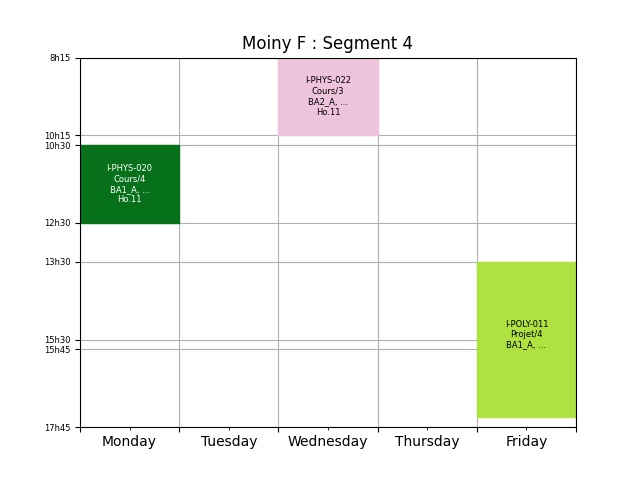 Moiny F : Segment 4
8h15
I-PHYS-022
Cours/3
BA2_A, ...
Ho.11
10h15
10h30
I-PHYS-020
Cours/4
BA1_A, ...
Ho.11
12h30
13h30
I-POLY-011
Projet/4
BA1_A, ...
15h30
15h45
17h45
Monday Tuesday Wednesday Thursday Friday